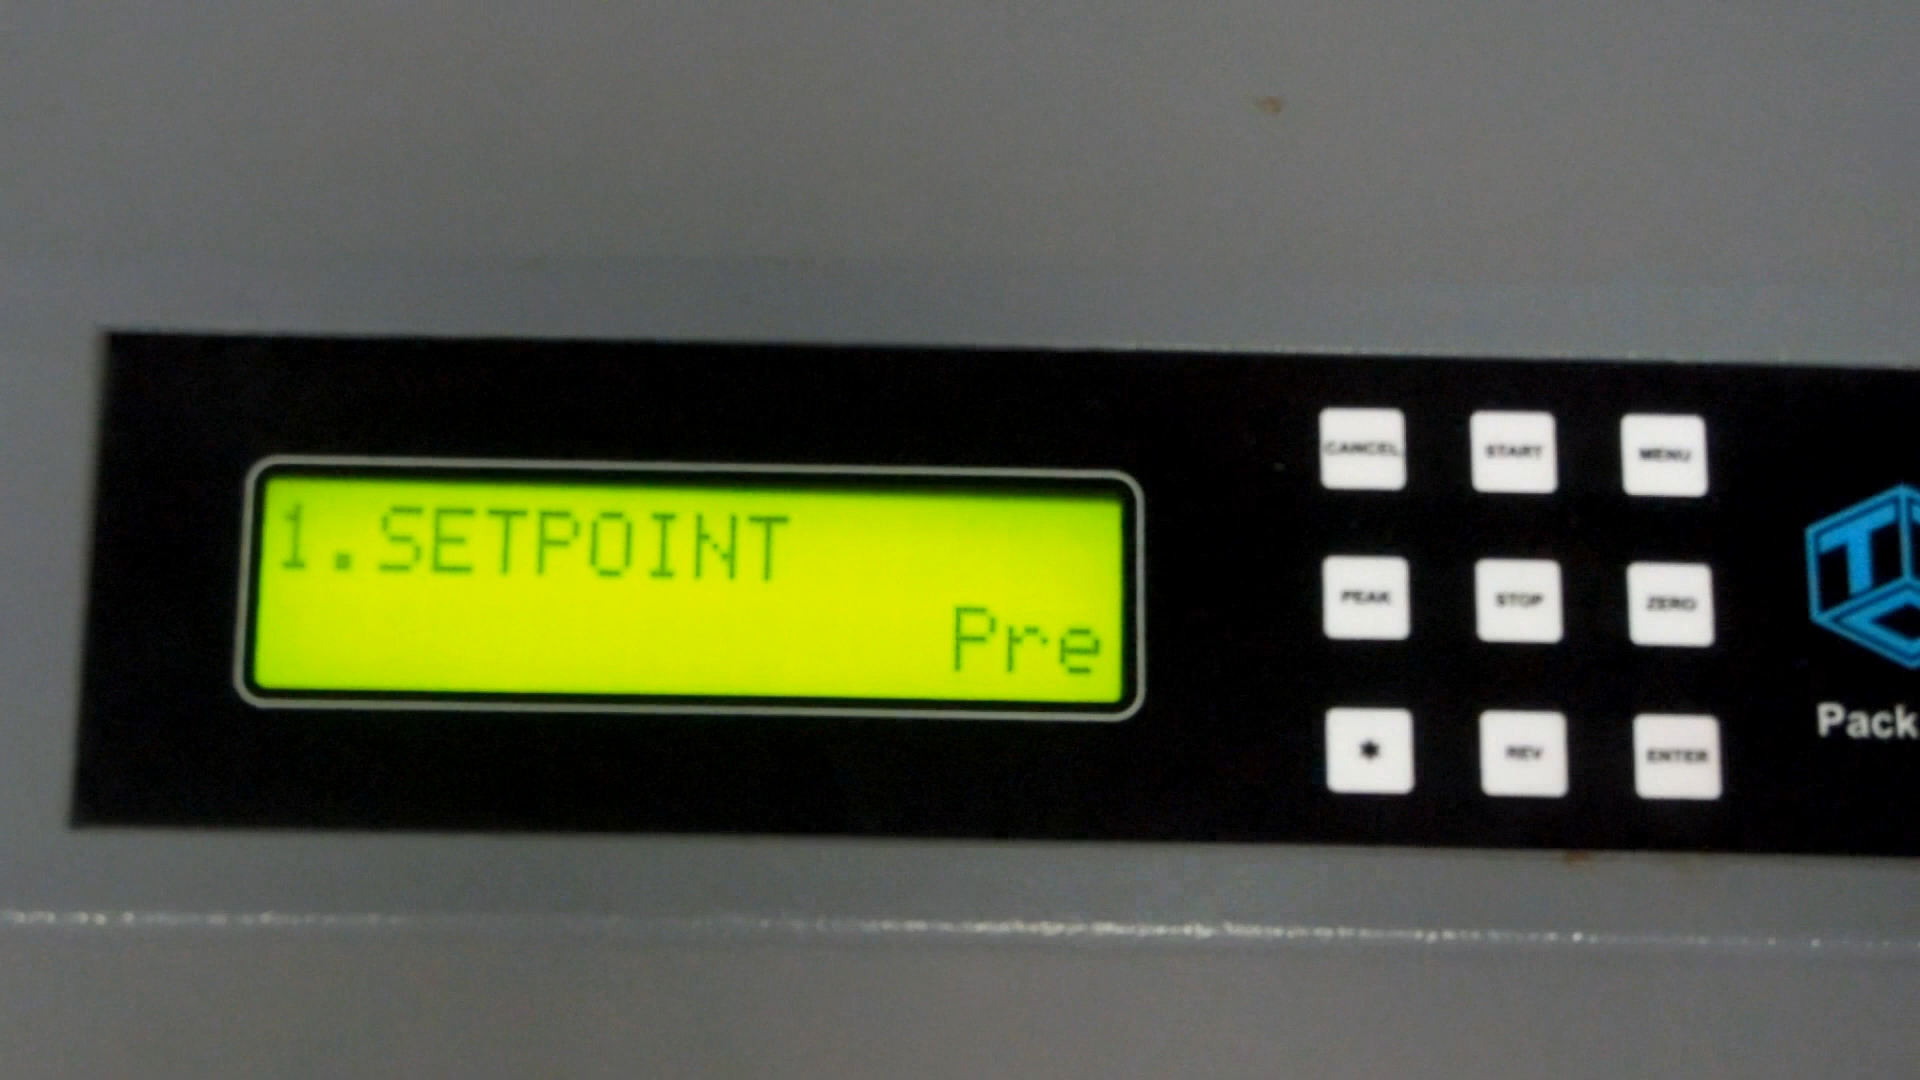 1.SETPOINT
Pre
CANCEL START MENU
PEAK STOP ZERO
* REV ENTER
Pack